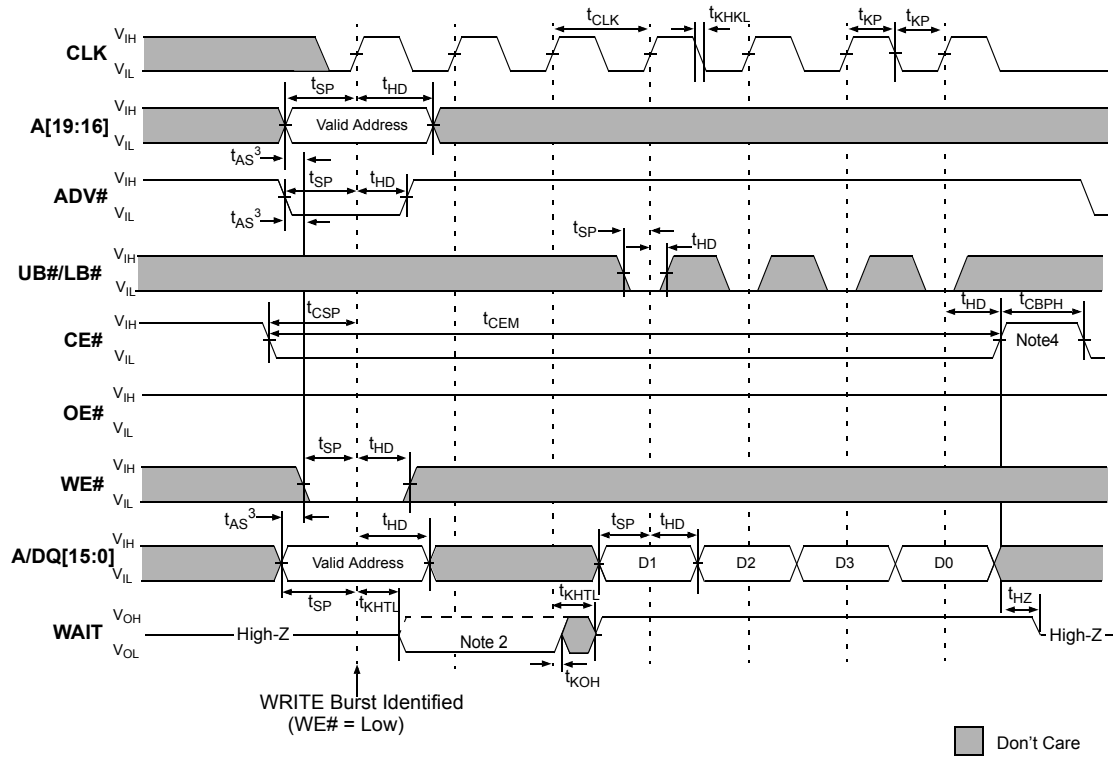 tCLK tKHKL tKP tKP
VIH
CLK
VIL
tSP tHD
VIH
A[19:16] Valid Address
VIL
tAS3
tSP tHD
VIH
ADV#
VIL
tAS3
tSP tHD
VIH
UB#/LB#
VIL
tCSP tCEM tHD tCBPH
VIH
CE# Note4
VIL
VIH
OE#
VIL
tSP tHD
VIH
WE#
VIL
tAS3 tHD tSP tHD
VIH
A/DQ[15:0] Valid Address D1 D2 D3 D0
VIL
tSP tKHTL tKHTL tHZ
VOH
WAIT High-Z Note 2 High-Z
VOL
tKOH
WRITE Burst Identified
(WE# = Low)
Don't Care